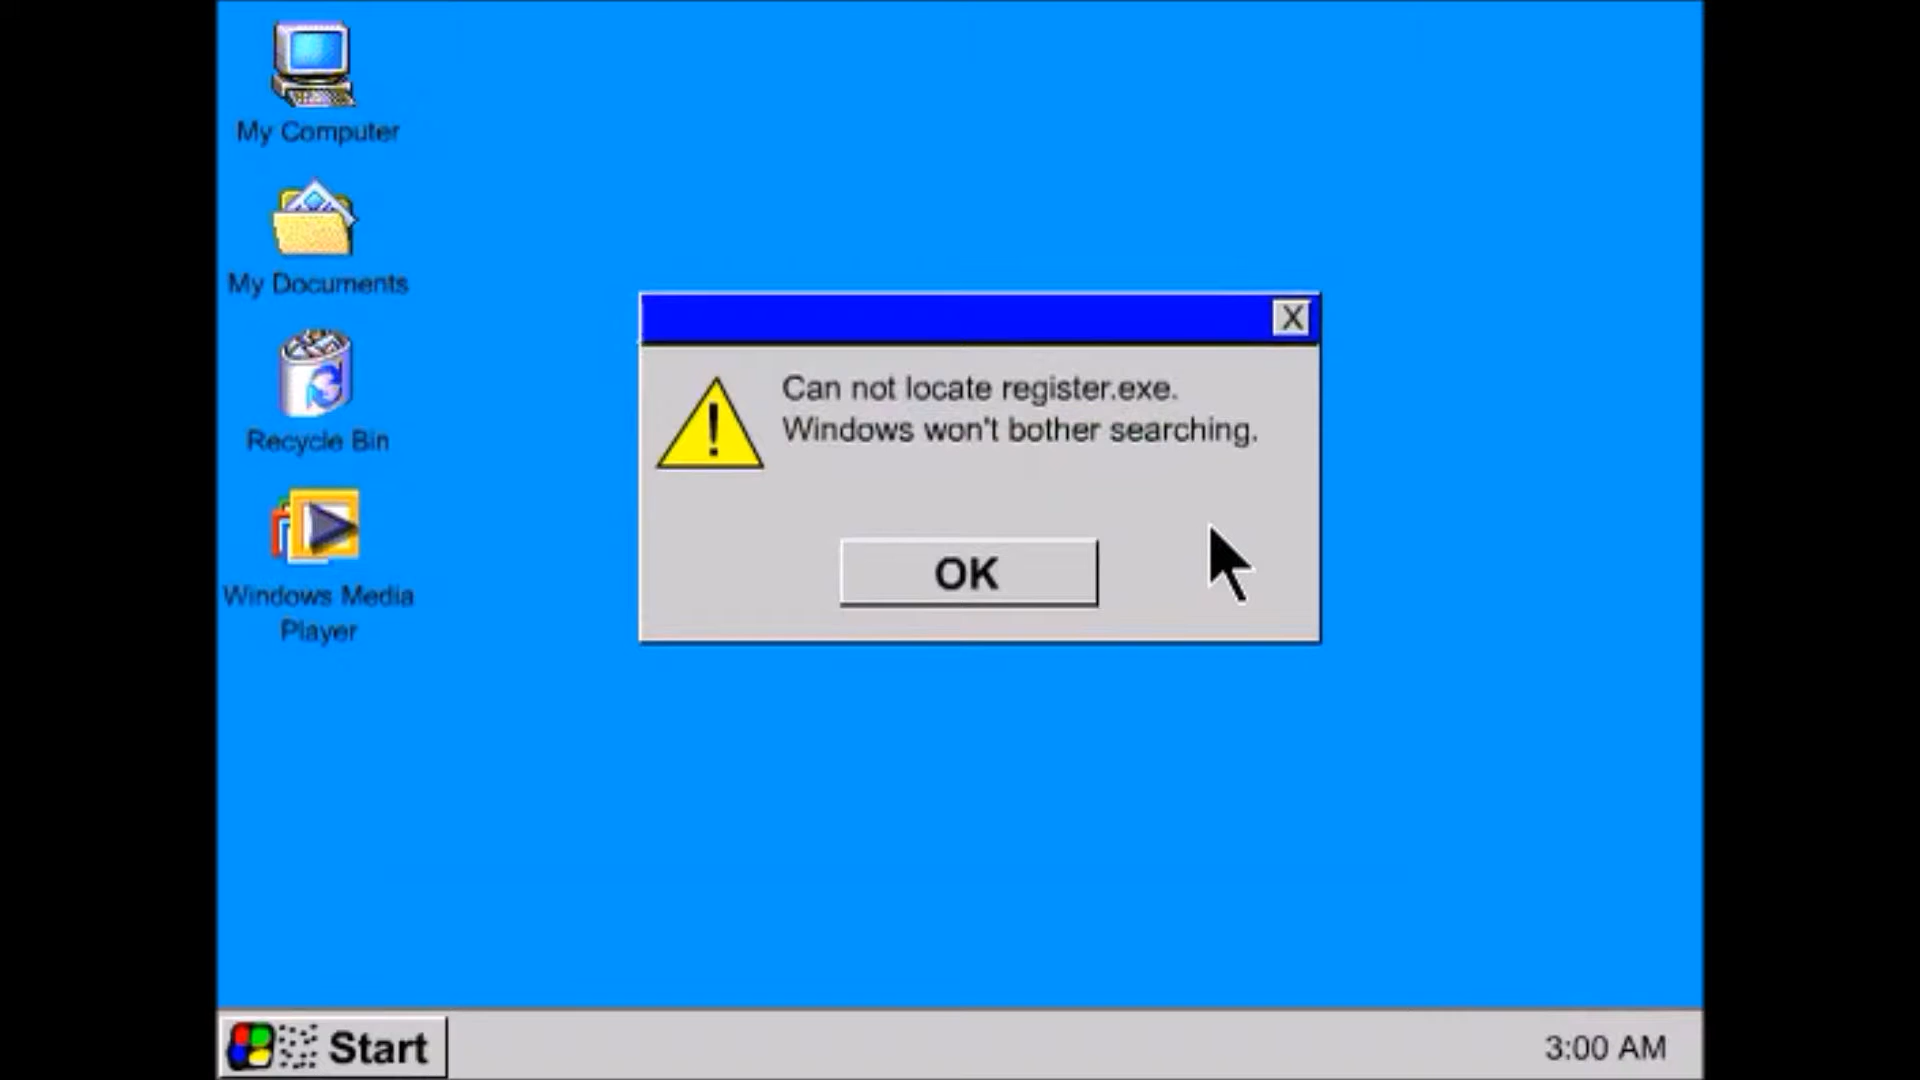 My Computer
My Documents
Recycle Bin
Windows Media
Player
X
Can not locate register.exe.
Windows won't bother searching.
OK
Start
3:00 AM